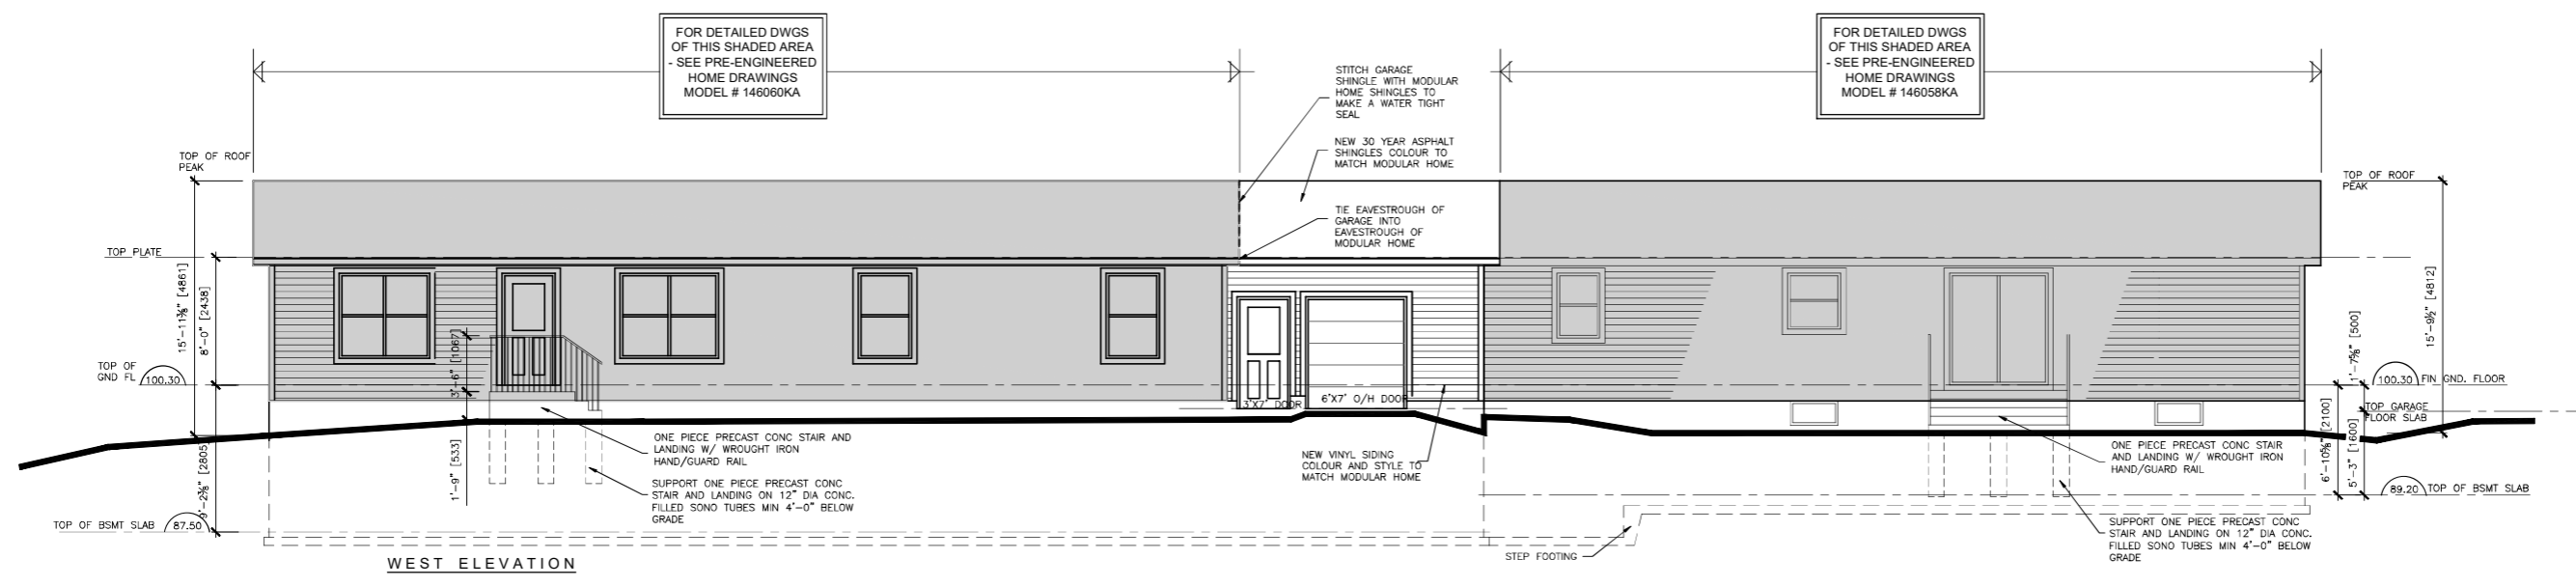 FOR DETAILED DWGS
OF THIS SHADED AREA
- SEE PRE-ENGINEERED
HOME DRAWINGS
MODEL # 146060KA
FOR DETAILED DWGS
OF THIS SHADED AREA
- SEE PRE-ENGINEERED
HOME DRAWINGS
MODEL # 146058KA
STITCH GARAGE
SHINGLE WITH MODULAR
HOME SHINGLES TO
MAKE A WATER TIGHT
SEAL
NEW 30 YEAR ASPHALT
SHINGLES COLOUR TO
MATCH MODULAR HOME
TIE EAVESTROUGH OF
GARAGE INTO
EAVESTROUGH OF
MODULAR HOME
TOP OF ROOF
PEAK
TOP PLATE
15'-11⅜" [4861]
8'-0" [2438]
TOP OF
GND FL
100.30
3'-6" [1067]
1'-9" [533]
9'-2⅜" [2805]
TOP OF BSMT SLAB
87.50
ONE PIECE PRECAST CONC STAIR AND
LANDING W/ WROUGHT IRON
HAND/GUARD RAIL
SUPPORT ONE PIECE PRECAST CONC
STAIR AND LANDING ON 12" DIA CONC.
FILLED SONO TUBES MIN 4'-0" BELOW
GRADE
3'X7' DOOR
6'X7' O/H DOOR
NEW VINYL SIDING
COLOUR AND STYLE TO
MATCH MODULAR HOME
STEP FOOTING
TOP OF ROOF
PEAK
15'-9½" [4812]
1'-7⅝" [500]
100.30
FIN GND. FLOOR
TOP GARAGE
FLOOR SLAB
6'-10⅝" [2100]
5'-3" [1600]
89.20
TOP OF BSMT SLAB
ONE PIECE PRECAST CONC STAIR
AND LANDING W/ WROUGHT IRON
HAND/GUARD RAIL
SUPPORT ONE PIECE PRECAST CONC
STAIR AND LANDING ON 12" DIA CONC.
FILLED SONO TUBES MIN 4'-0" BELOW
GRADE
WEST ELEVATION